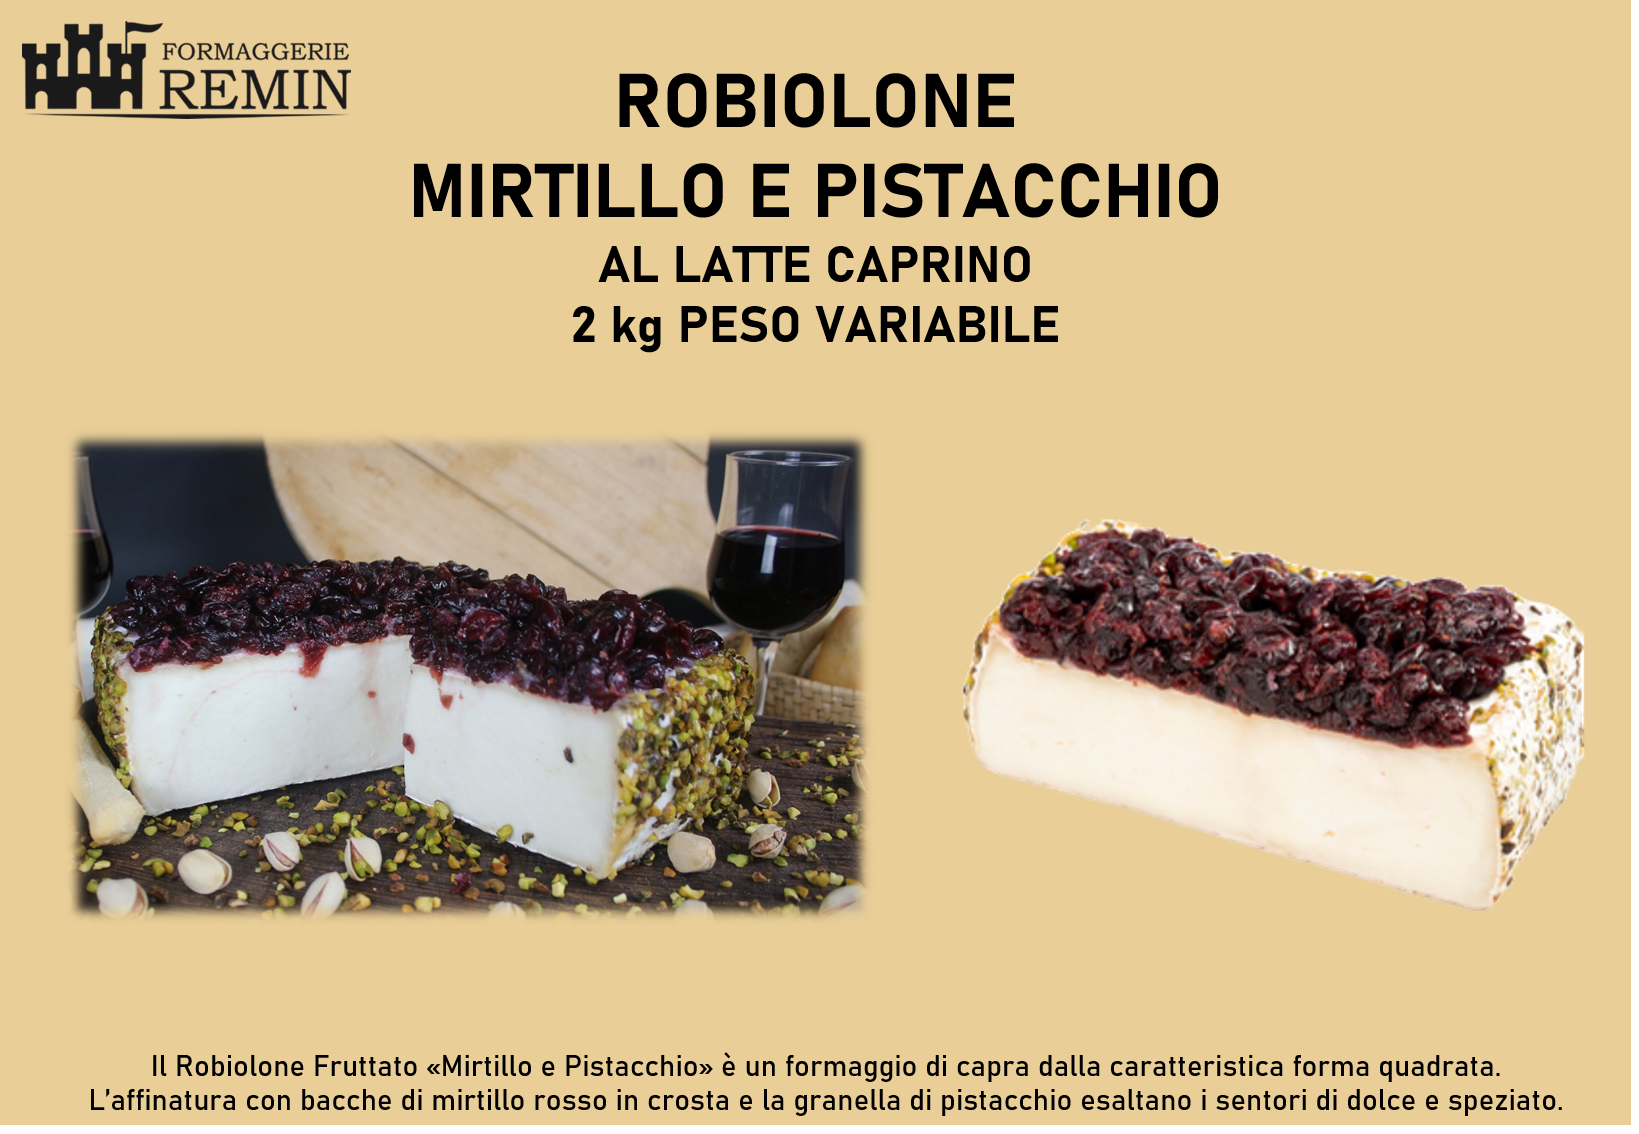 FORMAGGERIE
REMIN
ROBIOLONE
MIRTILLO E PISTACCHIO
AL LATTE CAPRINO
2 kg PESO VARIABILE
Il Robiolone Fruttato «Mirtillo e Pistacchio» è un formaggio di capra dalla caratteristica forma quadrata.
L’affinatura con bacche di mirtillo rosso in crosta e la granella di pistacchio esaltano i sentori di dolce e speziato.